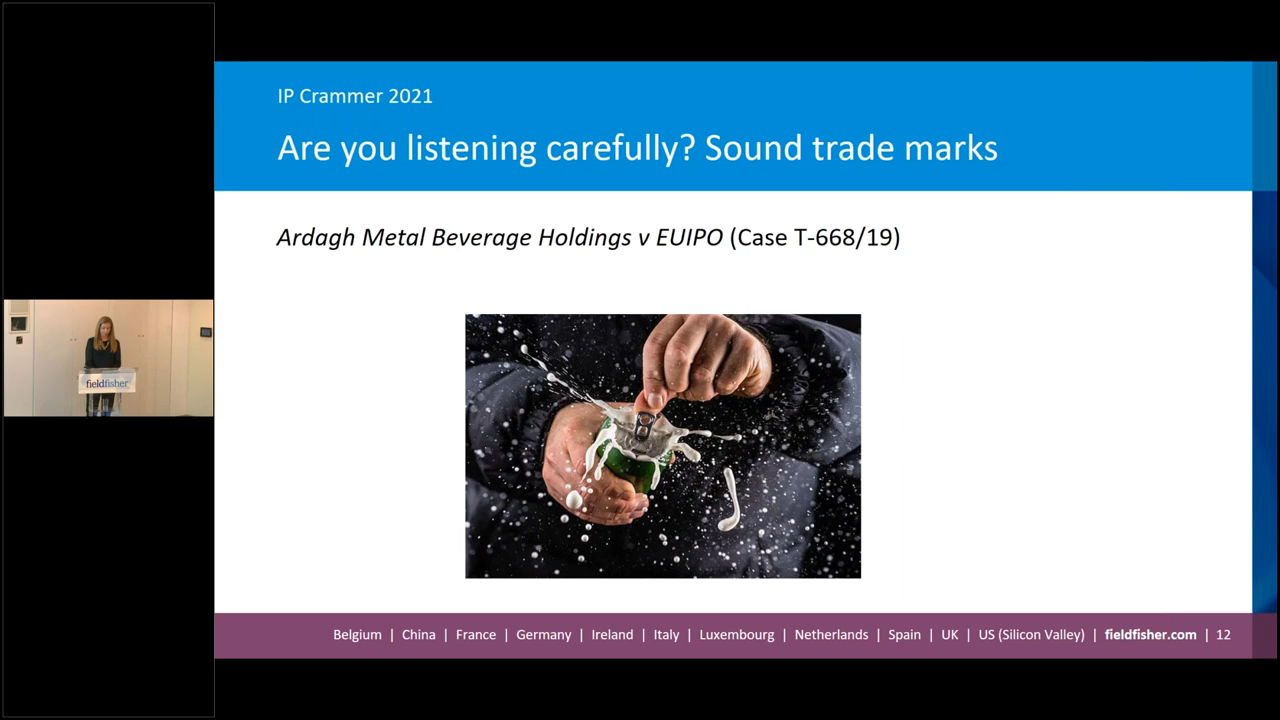 IP Crammer 2021
Are you listening carefully? Sound trade marks
Ardagh Metal Beverage Holdings v EUIPO (Case T-668/19)
fieldfisher
Belgium | China | France | Germany | Ireland | Italy | Luxembourg | Netherlands | Spain | UK | US (Silicon Valley) | fieldfisher.com | 12